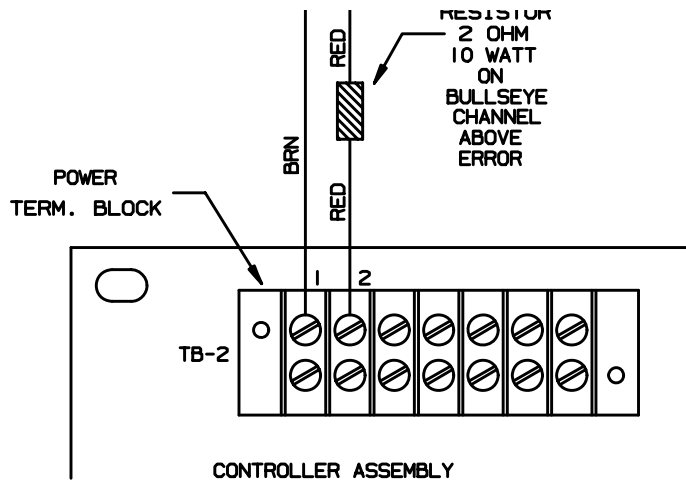 RESISTOR
2 OHM
10 WATT
ON
BULLSEYE
CHANNEL
ABOVE
ERROR
RED
BRN
RED
POWER
TERM. BLOCK
1 2
TB-2
CONTROLLER ASSEMBLY